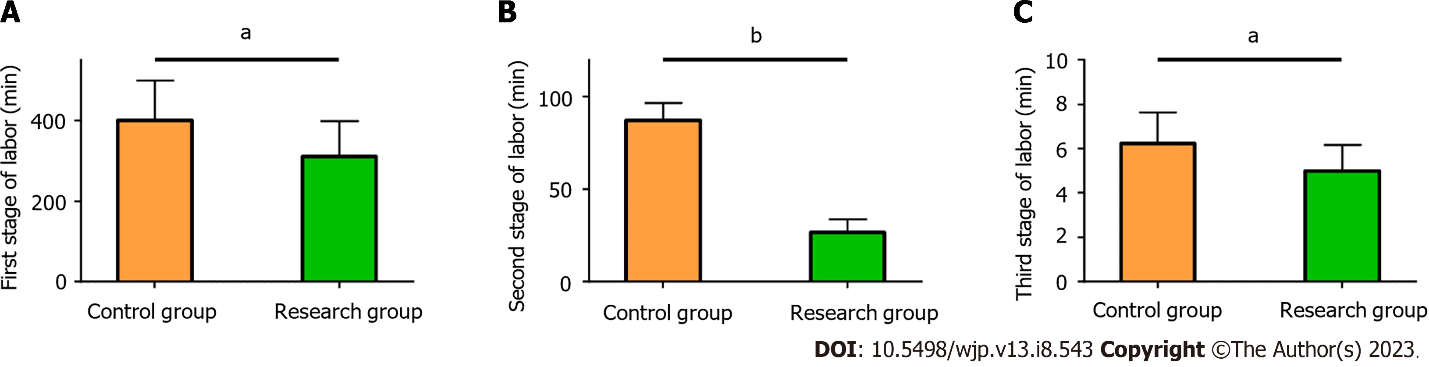 A
a
First stage of labor (min)
400
200
0
Control group
Research group
B
b
Second stage of labor (min)
100
50
0
Control group
Research group
C
a
Third stage of labor (min)
10
8
6
4
2
0
Control group
Research group
DOI: 10.5498/wjp.v13.i8.543 Copyright ©The Author(s) 2023.